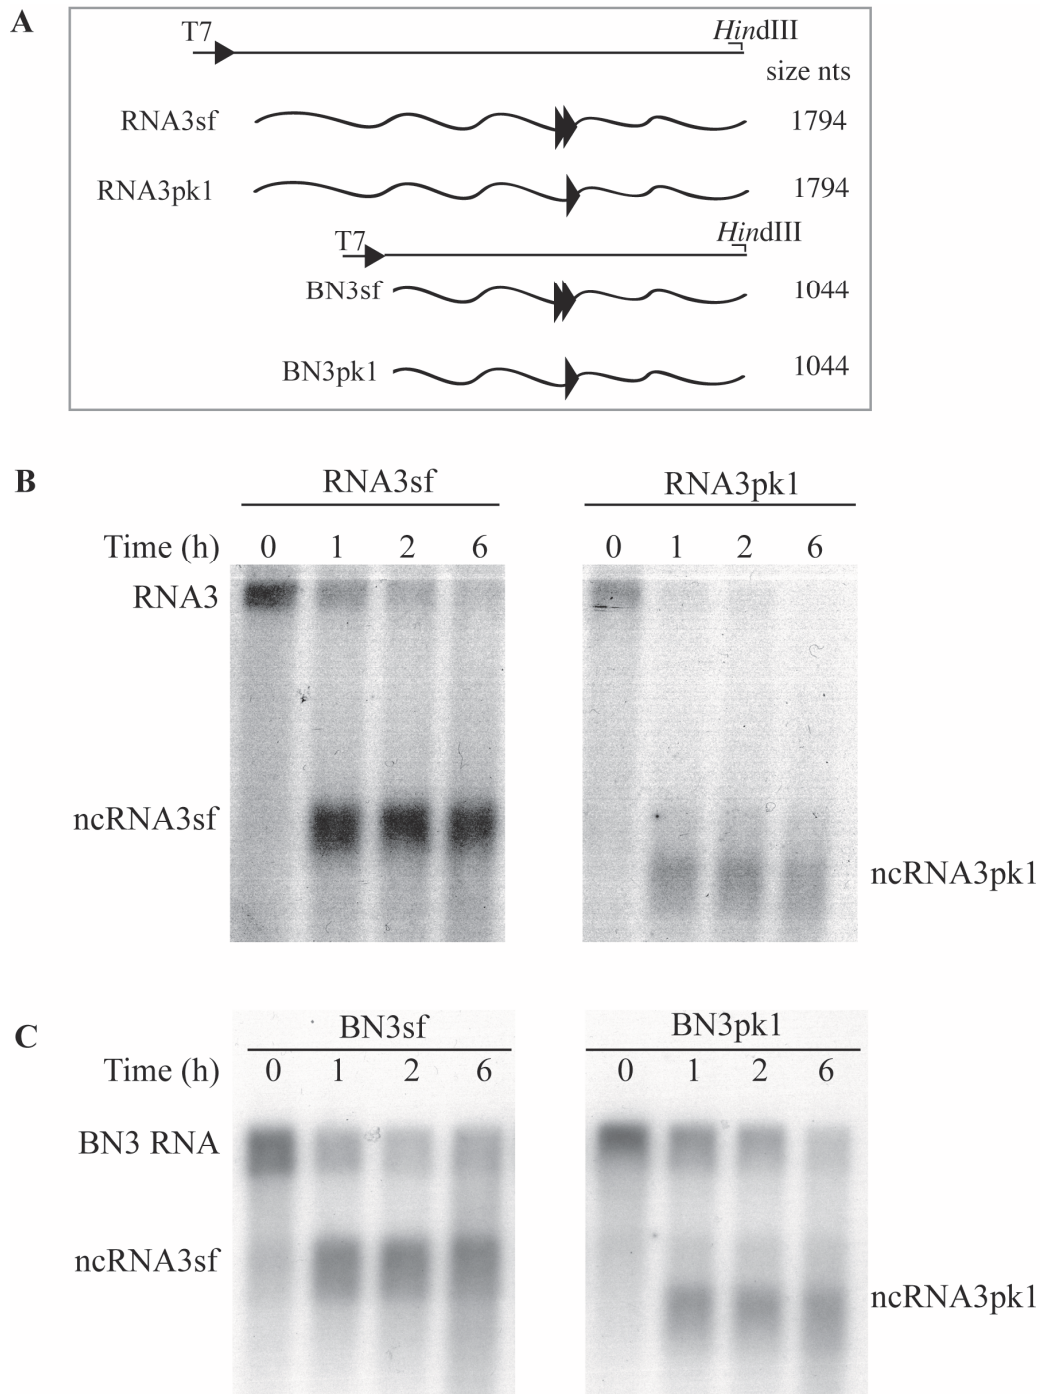 A
T7 HindIII
size nts
RNA3sf 1794
RNA3pk1 1794
T7 HindIII
BN3sf 1044
BN3pk1 1044
B RNA3sf RNA3pk1
Time (h) 0 1 2 6 0 1 2 6
RNA3
ncRNA3sf
ncRNA3pk1
C BN3sf BN3pk1
Time (h) 0 1 2 6 0 1 2 6
BN3 RNA
ncRNA3sf
ncRNA3pk1